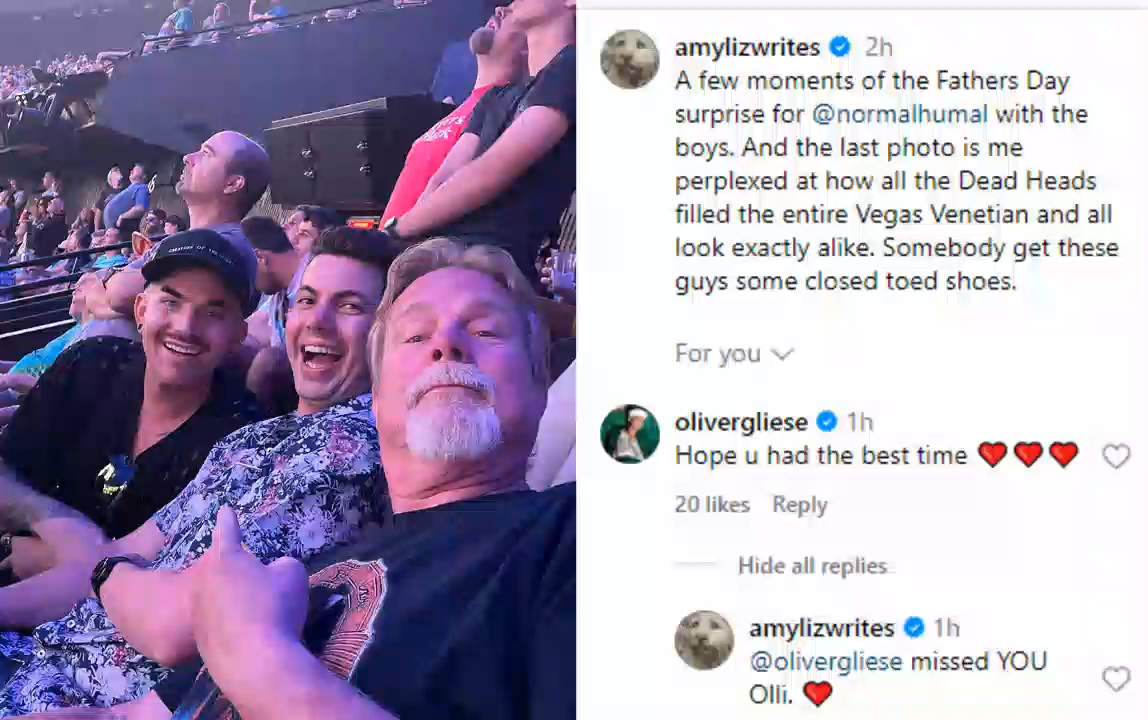 amylizwrites 2h
A few moments of the Fathers Day
surprise for @normalhumal with the
boys. And the last photo is me
perplexed at how all the Dead Heads
filled the entire Vegas Venetian and all
look exactly alike. Somebody get these
guys some closed toed shoes.
For you
olivergliese 1h
Hope u had the best time ❤️❤️❤️
20 likes Reply
Hide all replies
amylizwrites 1h
@olivergliese missed YOU
Olli. ❤️